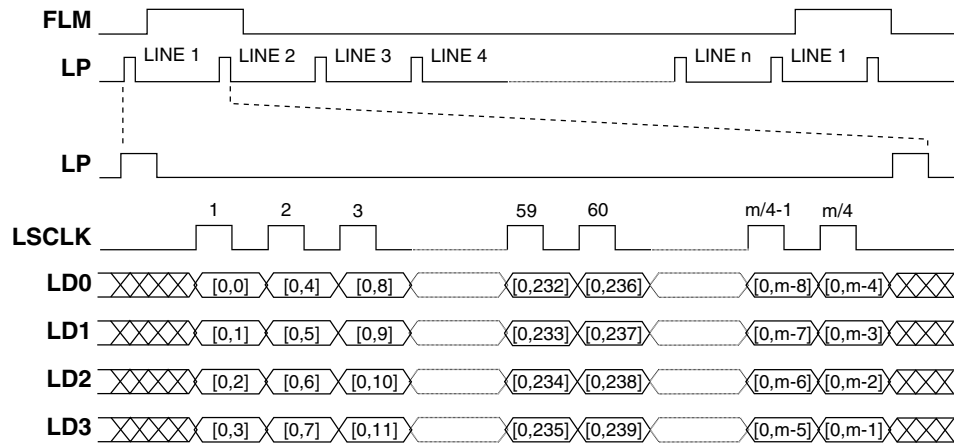 FLM
LP LINE 1 LINE 2 LINE 3 LINE 4 LINE n LINE 1
LP
1 2 3 59 60 m/4-1 m/4
LSCLK
LD0 [0,0] [0,4] [0,8] [0,232] [0,236] [0,m-8] [0,m-4]
LD1 [0,1] [0,5] [0,9] [0,233] [0,237] [0,m-7] [0,m-3]
LD2 [0,2] [0,6] [0,10] [0,234] [0,238] [0,m-6] [0,m-2]
LD3 [0,3] [0,7] [0,11] [0,235] [0,239] [0,m-5] [0,m-1]